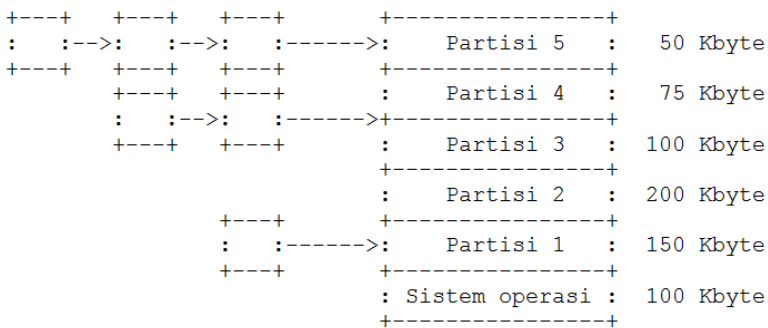 +---+   +---+   +---+       +----------------+
:   :-->:   :-->:   :------>:    Partisi 5   :   50 Kbyte
+---+   +---+   +---+       +----------------+
        +---+   +---+       :    Partisi 4   :   75 Kbyte
        :   :-->:   :------>+----------------+
        +---+   +---+       :    Partisi 3   :  100 Kbyte
                            +----------------+
                            :    Partisi 2   :  200 Kbyte
                +---+       +----------------+
                :   :------>:    Partisi 1   :  150 Kbyte
                +---+       +----------------+
                            : Sistem operasi :  100 Kbyte
                            +----------------+